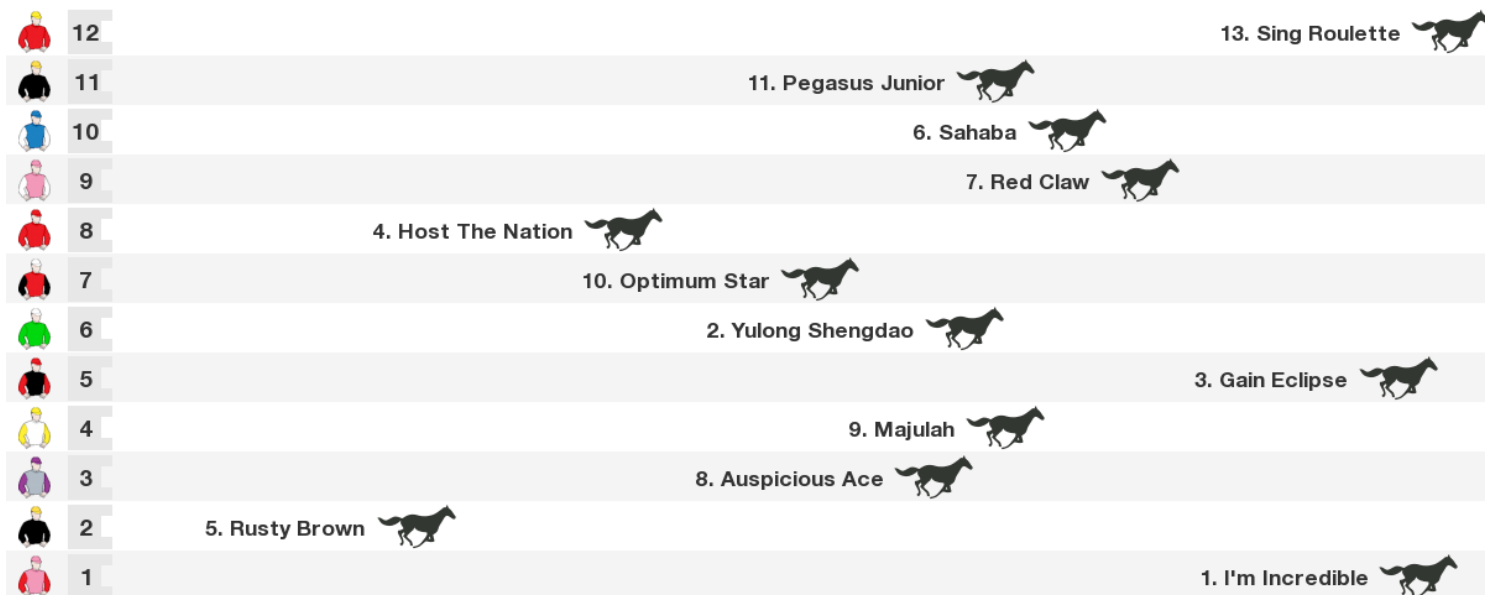 12 13. Sing Roulette
11 11. Pegasus Junior
10 6. Sahaba
9 7. Red Claw
8 4. Host The Nation
7 10. Optimum Star
6 2. Yulong Shengdao
5 3. Gain Eclipse
4 9. Majulah
3 8. Auspicious Ace
2 5. Rusty Brown
1 1. I'm Incredible